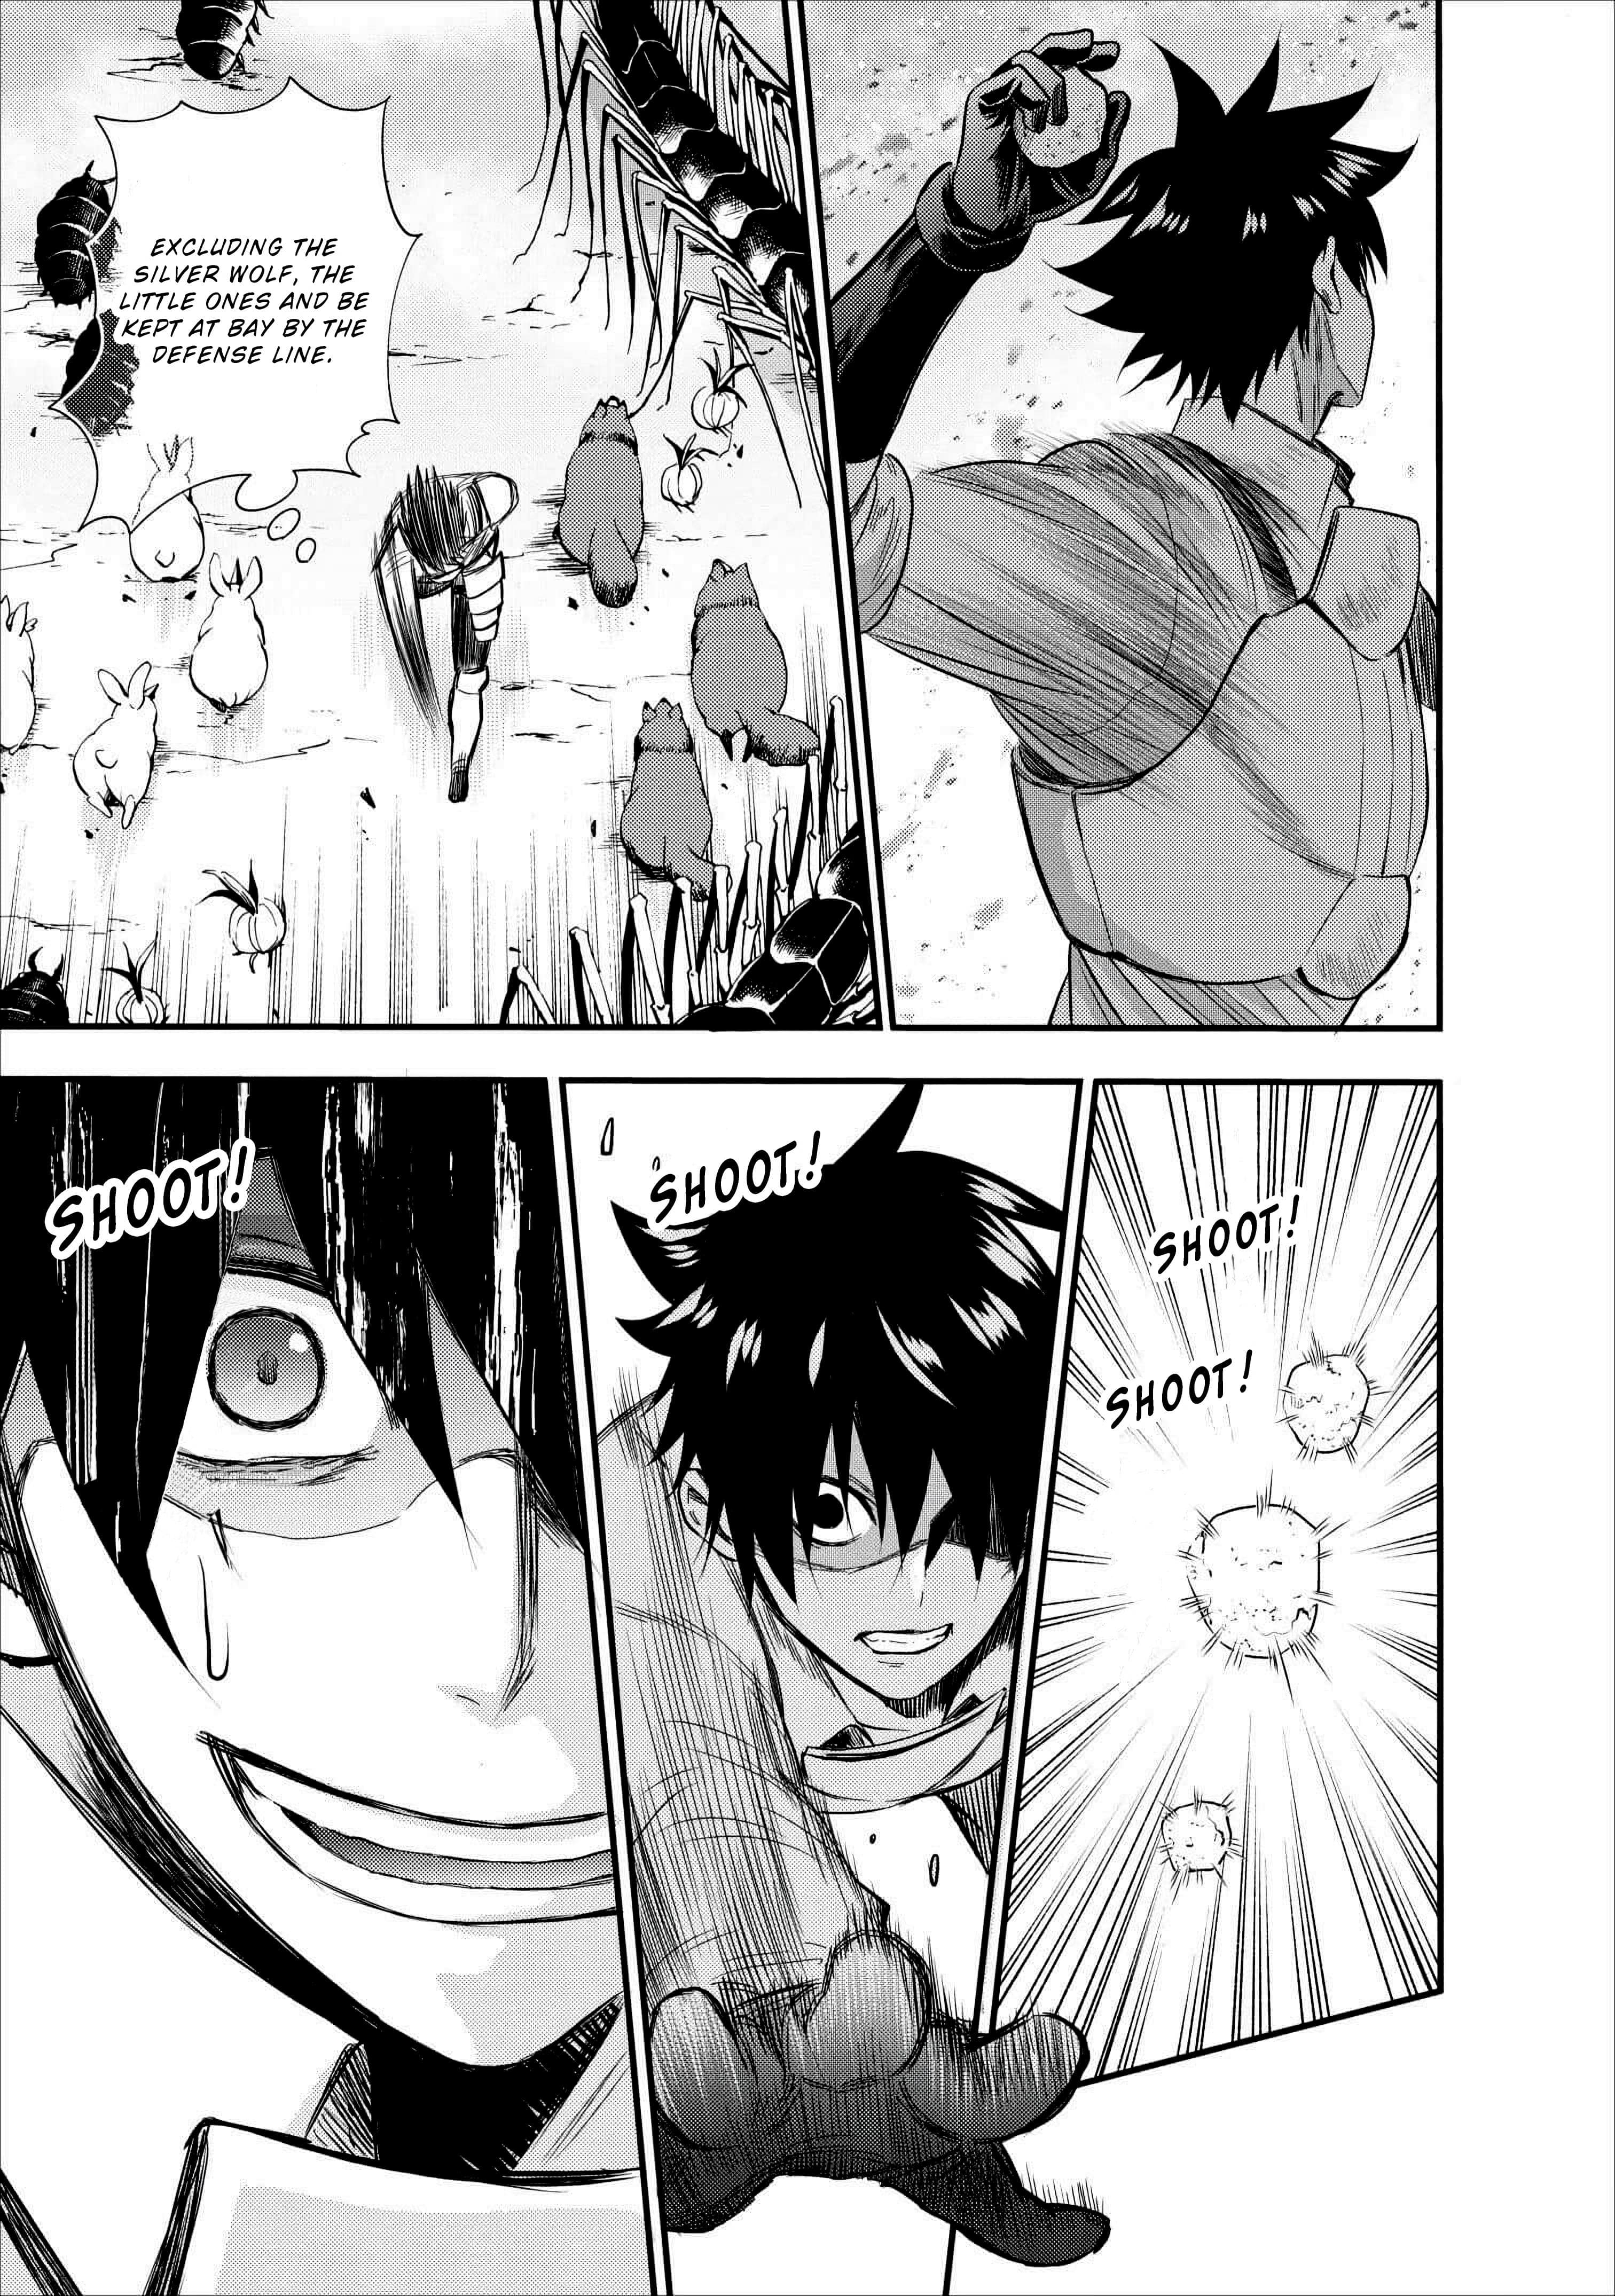 EXCLUDING THE
SILVER WOLF, THE
LITTLE ONES AND BE
KEPT AT BAY BY THE
DEFENSE LINE.
SHOOT!
SHOOT!
SHOOT!
SHOOT!